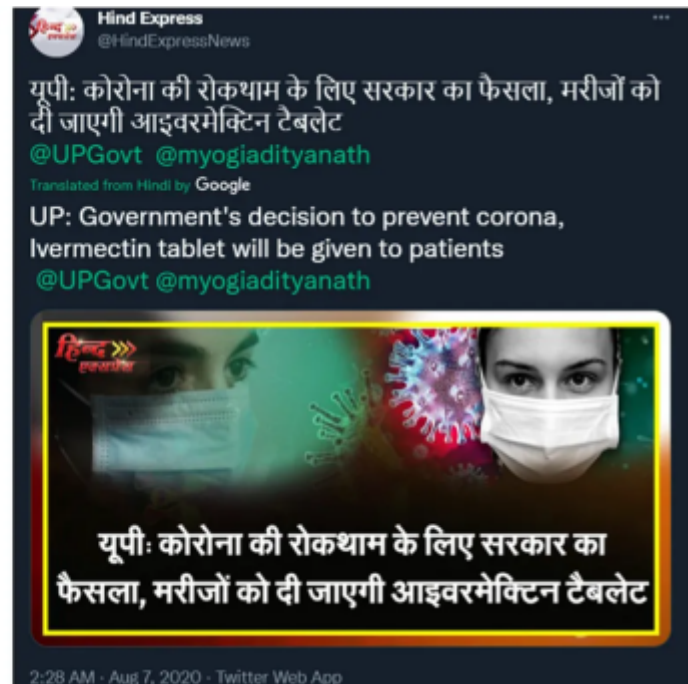 Hind Express
@HindExpressNews
यूपी: कोरोना की रोकथाम के लिए सरकार का फैसला, मरीजों को
दी जाएगी आइवरमेक्टिन टैबलेट
@UPGovt @myogiadityanath
Translated from Hindi by Google
UP: Government's decision to prevent corona,
Ivermectin tablet will be given to patients
@UPGovt @myogiadityanath
हिन्द
एक्सप्रेस
यूपीः कोरोना की रोकथाम के लिए सरकार का
फैसला, मरीजों को दी जाएगी आइवरमेक्टिन टैबलेट
2:28 AM · Aug 7, 2020 · Twitter Web App